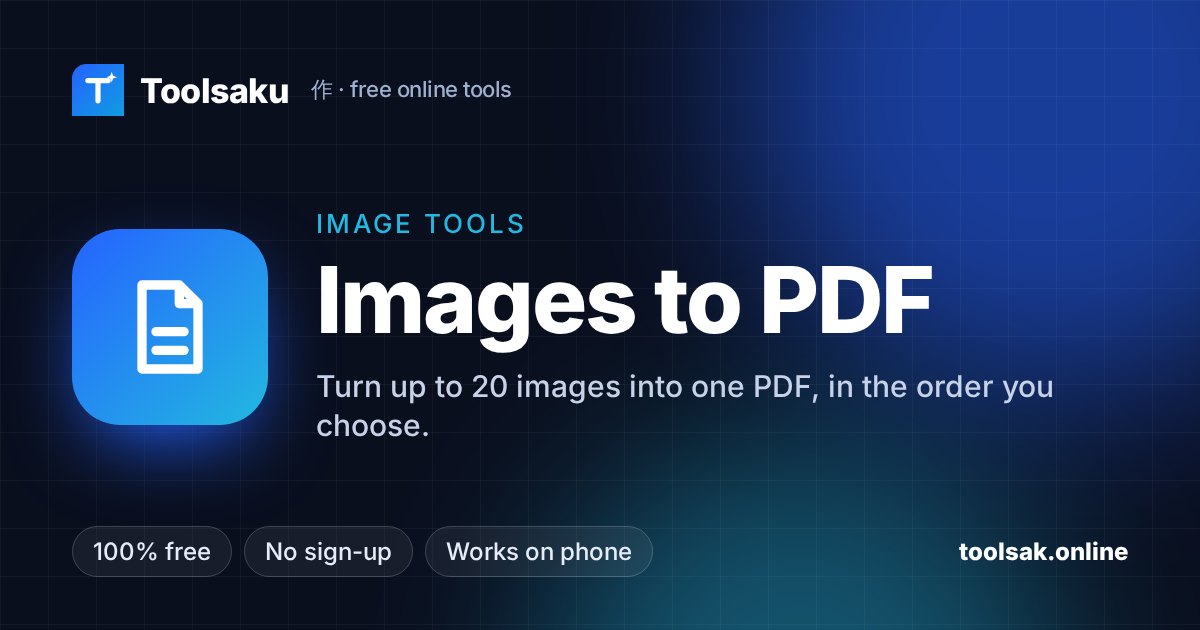 Toolsaku 作 · free online tools
IMAGE TOOLS
Images to PDF
Turn up to 20 images into one PDF, in the order you
choose.
100% free
No sign-up
Works on phone
toolsak.online